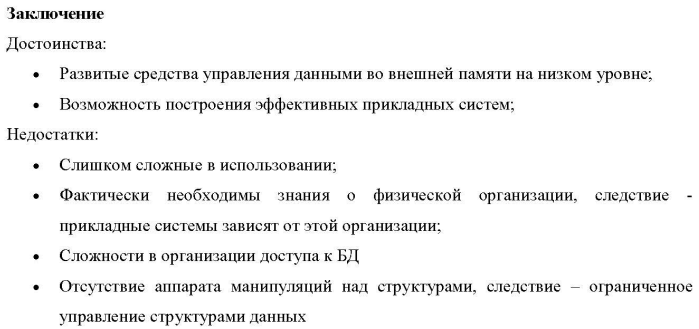 Заключение
Достоинства:
• Развитые средства управления данными во внешней памяти на низком уровне;
• Возможность построения эффективных прикладных систем;
Недостатки:
• Слишком сложные в использовании;
• Фактически необходимы знания о физической организации, следствие -
прикладные системы зависят от этой организации;
• Сложности в организации доступа к БД
• Отсутствие аппарата манипуляций над структурами, следствие – ограниченное
управление структурами данных